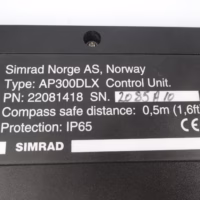 Simrad Norge AS, Norway
Type: AP300DLX Control Unit.
PN: 22081418 SN.
Compass safe distance: 0,5m (1,6ft)
Protection: IP65 CE
SIMRAD